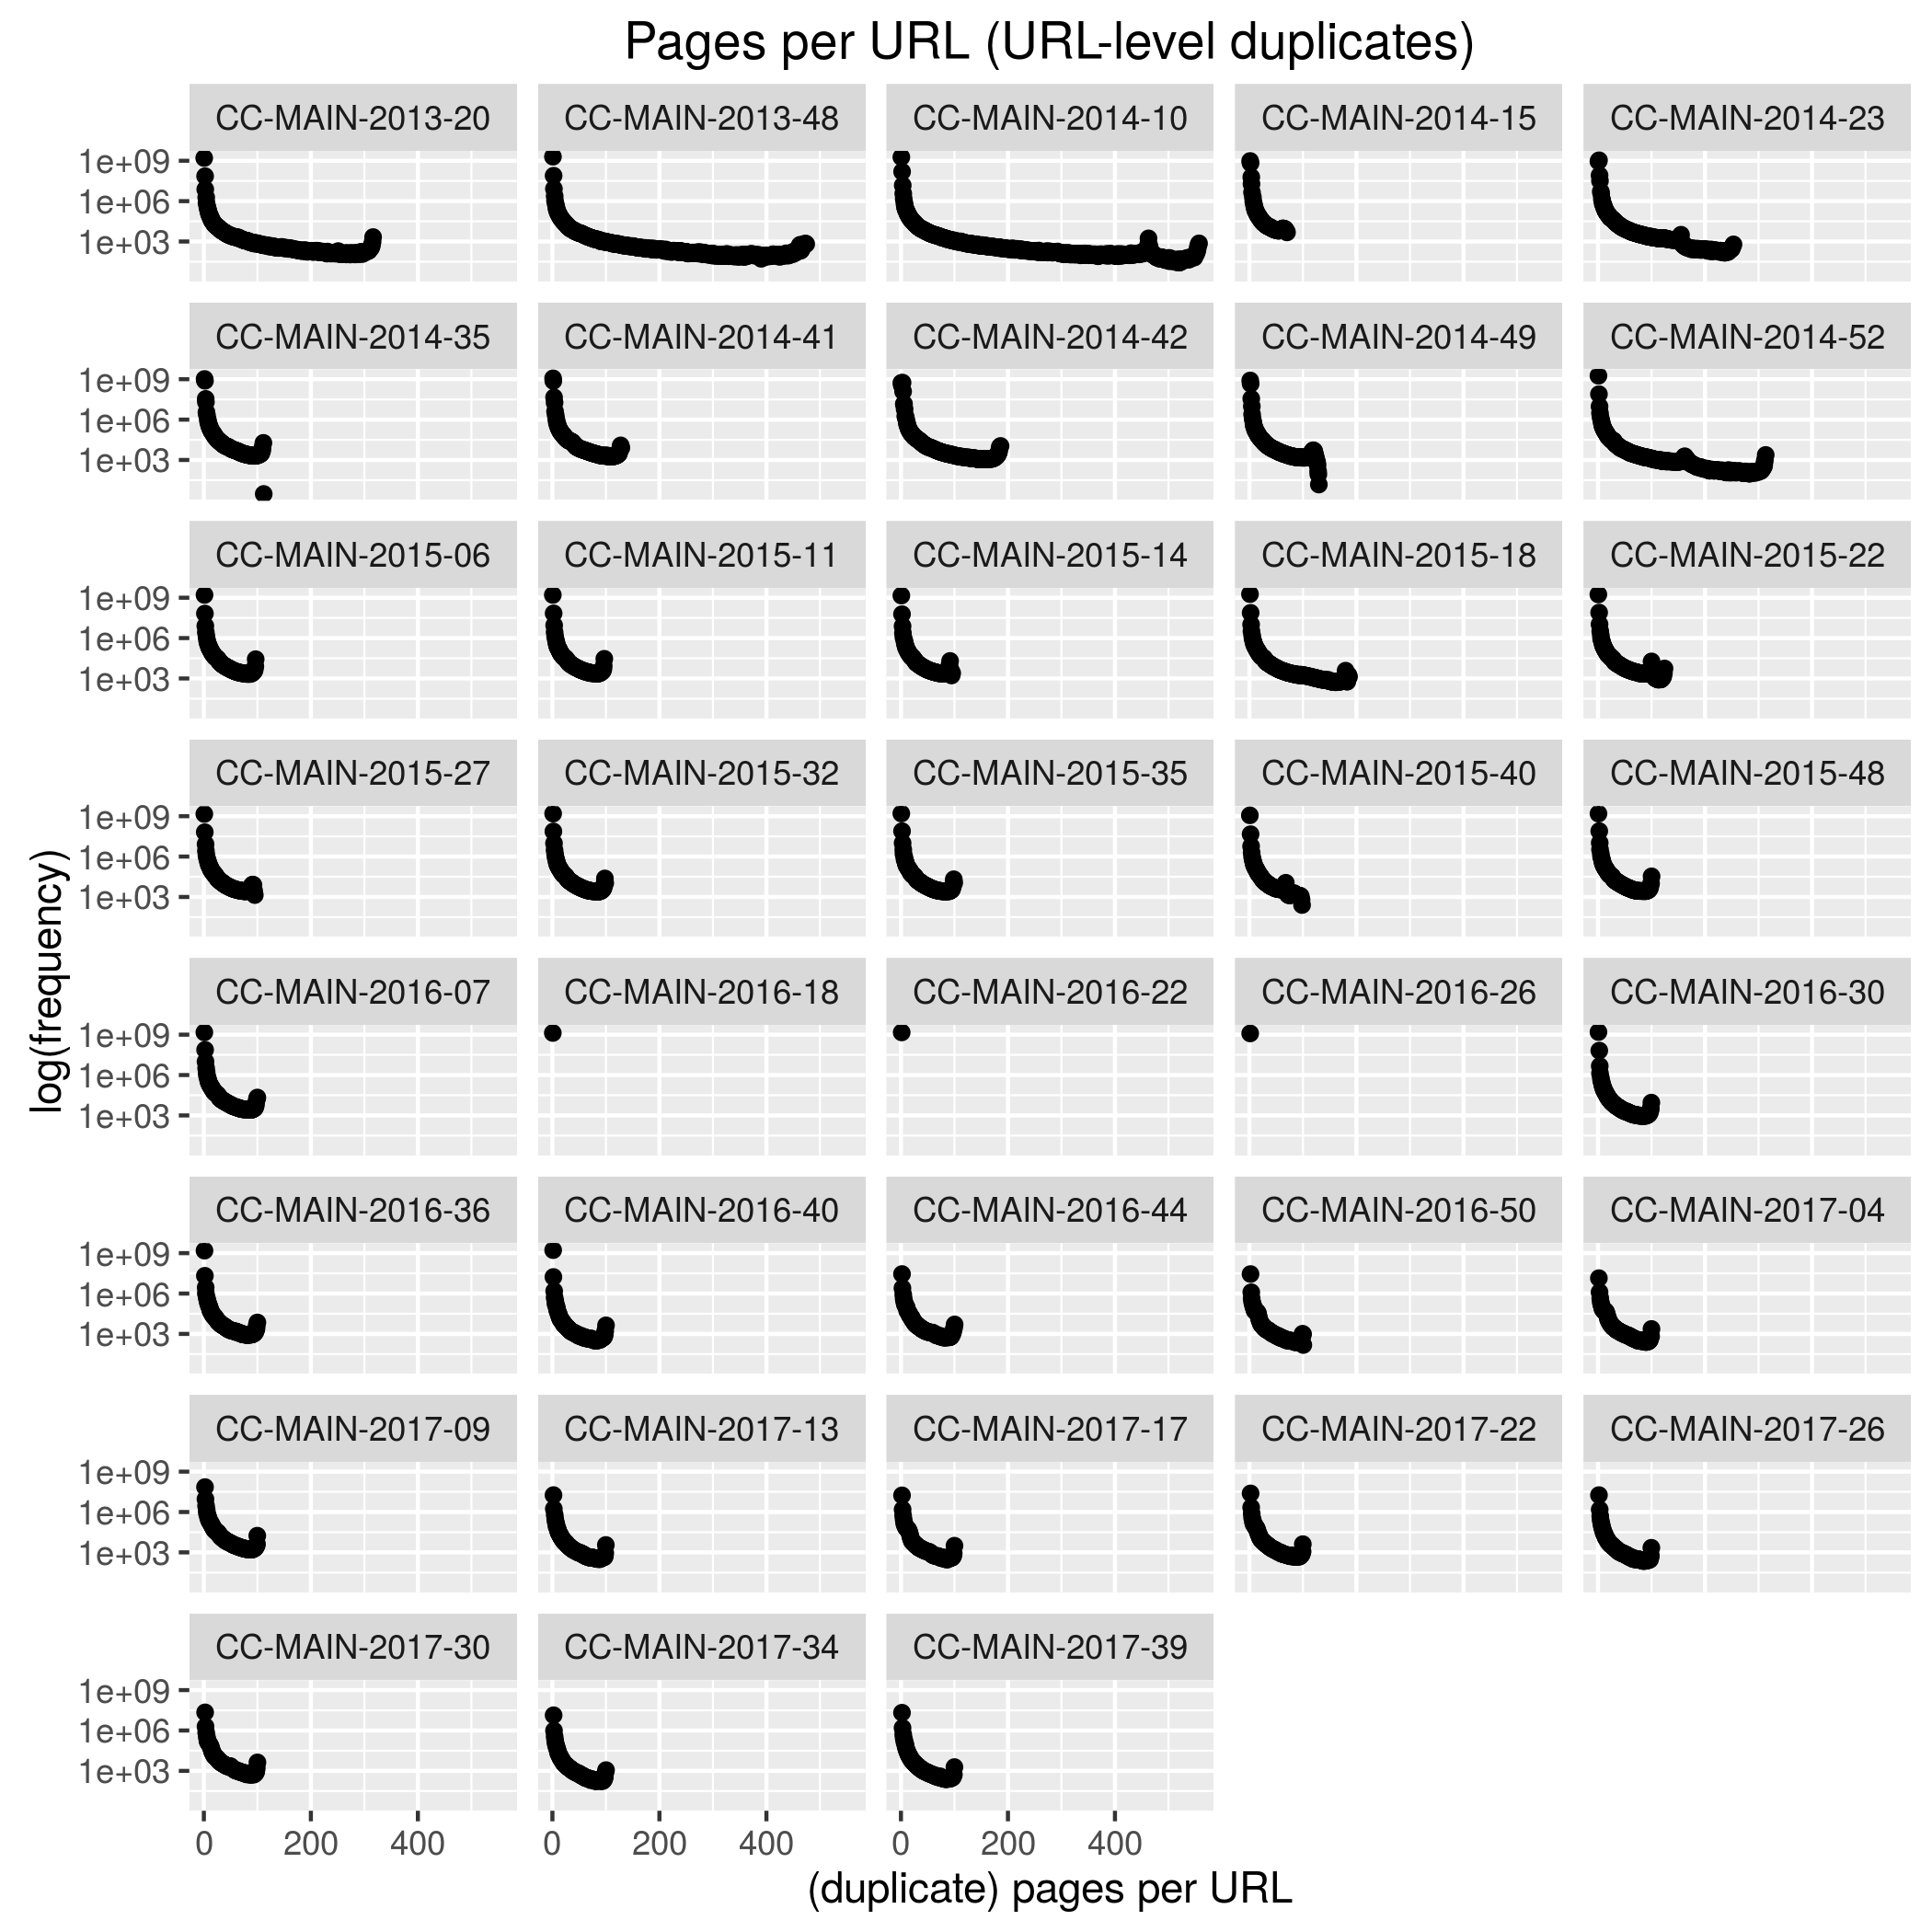 Pages per URL (URL-level duplicates)
CC-MAIN-2013-20 CC-MAIN-2013-48 CC-MAIN-2014-10 CC-MAIN-2014-15 CC-MAIN-2014-23
1e+09
1e+06
1e+03
CC-MAIN-2014-35 CC-MAIN-2014-41 CC-MAIN-2014-42 CC-MAIN-2014-49 CC-MAIN-2014-52
1e+09
1e+06
1e+03
CC-MAIN-2015-06 CC-MAIN-2015-11 CC-MAIN-2015-14 CC-MAIN-2015-18 CC-MAIN-2015-22
1e+09
1e+06
1e+03
CC-MAIN-2015-27 CC-MAIN-2015-32 CC-MAIN-2015-35 CC-MAIN-2015-40 CC-MAIN-2015-48
1e+09
1e+06
1e+03
log(frequency)
CC-MAIN-2016-07 CC-MAIN-2016-18 CC-MAIN-2016-22 CC-MAIN-2016-26 CC-MAIN-2016-30
1e+09
1e+06
1e+03
CC-MAIN-2016-36 CC-MAIN-2016-40 CC-MAIN-2016-44 CC-MAIN-2016-50 CC-MAIN-2017-04
1e+09
1e+06
1e+03
CC-MAIN-2017-09 CC-MAIN-2017-13 CC-MAIN-2017-17 CC-MAIN-2017-22 CC-MAIN-2017-26
1e+09
1e+06
1e+03
CC-MAIN-2017-30 CC-MAIN-2017-34 CC-MAIN-2017-39
1e+09
1e+06
1e+03
0 200 400 0 200 400 0 200 400
(duplicate) pages per URL